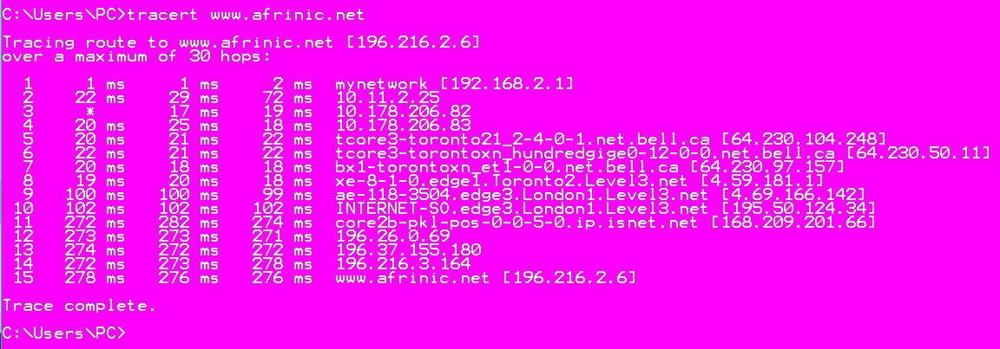 C:\Users\PC>tracert www.afrinic.net
Tracing route to www.afrinic.net [196.216.2.6]
over a maximum of 30 hops:
1 1 ms 1 ms 2 ms mynetwork [192.168.2.1]
2 22 ms 29 ms 72 ms 10.11.2.25
3 * 17 ms 19 ms 10.178.206.82
4 20 ms 25 ms 18 ms 10.178.206.83
5 20 ms 21 ms 22 ms tcore3-toronto21_2-4-0-1.net.bell.ca [64.230.104.248]
6 22 ms 21 ms 22 ms tcore3-torontoxn_hundredgige0-12-0-0.net.bell.ca [64.230.50.11]
7 20 ms 18 ms 18 ms bx1-torontoxn_et1-0-0.net.bell.ca [64.230.97.157]
8 19 ms 20 ms 18 ms xe-8-1-0.edge1.Toronto2.Level3.net [4.59.181.1]
9 100 ms 100 ms 99 ms ae-118-3504.edge3.London1.Level3.net [4.69.166.142]
10 102 ms 102 ms 102 ms INTERNET-SO.edge3.London1.Level3.net [195.50.124.34]
11 272 ms 282 ms 274 ms core2b-pkl-pos-0-0-5-0.ip.isnet.net [168.209.201.66]
12 273 ms 273 ms 271 ms 196.26.0.69
13 274 ms 272 ms 272 ms 196.37.155.180
14 272 ms 273 ms 278 ms 196.216.3.164
15 278 ms 276 ms 276 ms www.afrinic.net [196.216.2.6]
Trace complete.
C:\Users\PC>